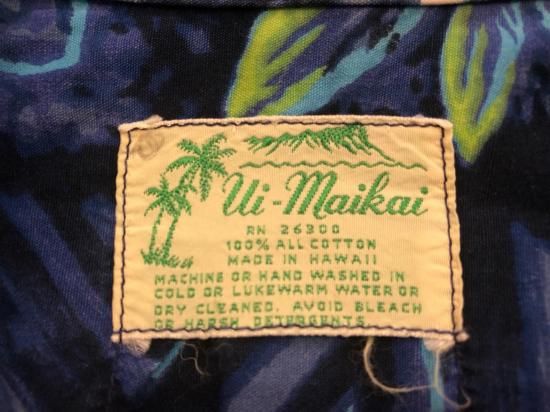 Ui-Maikai
RN 26300
100% ALL COTTON
MADE IN HAWAII
MACHINE OR HAND WASHED IN
COLD OR LUKEWARM WATER OR
DRY CLEANED. AVOID BLEACH
OR HARSH DETERGENTS